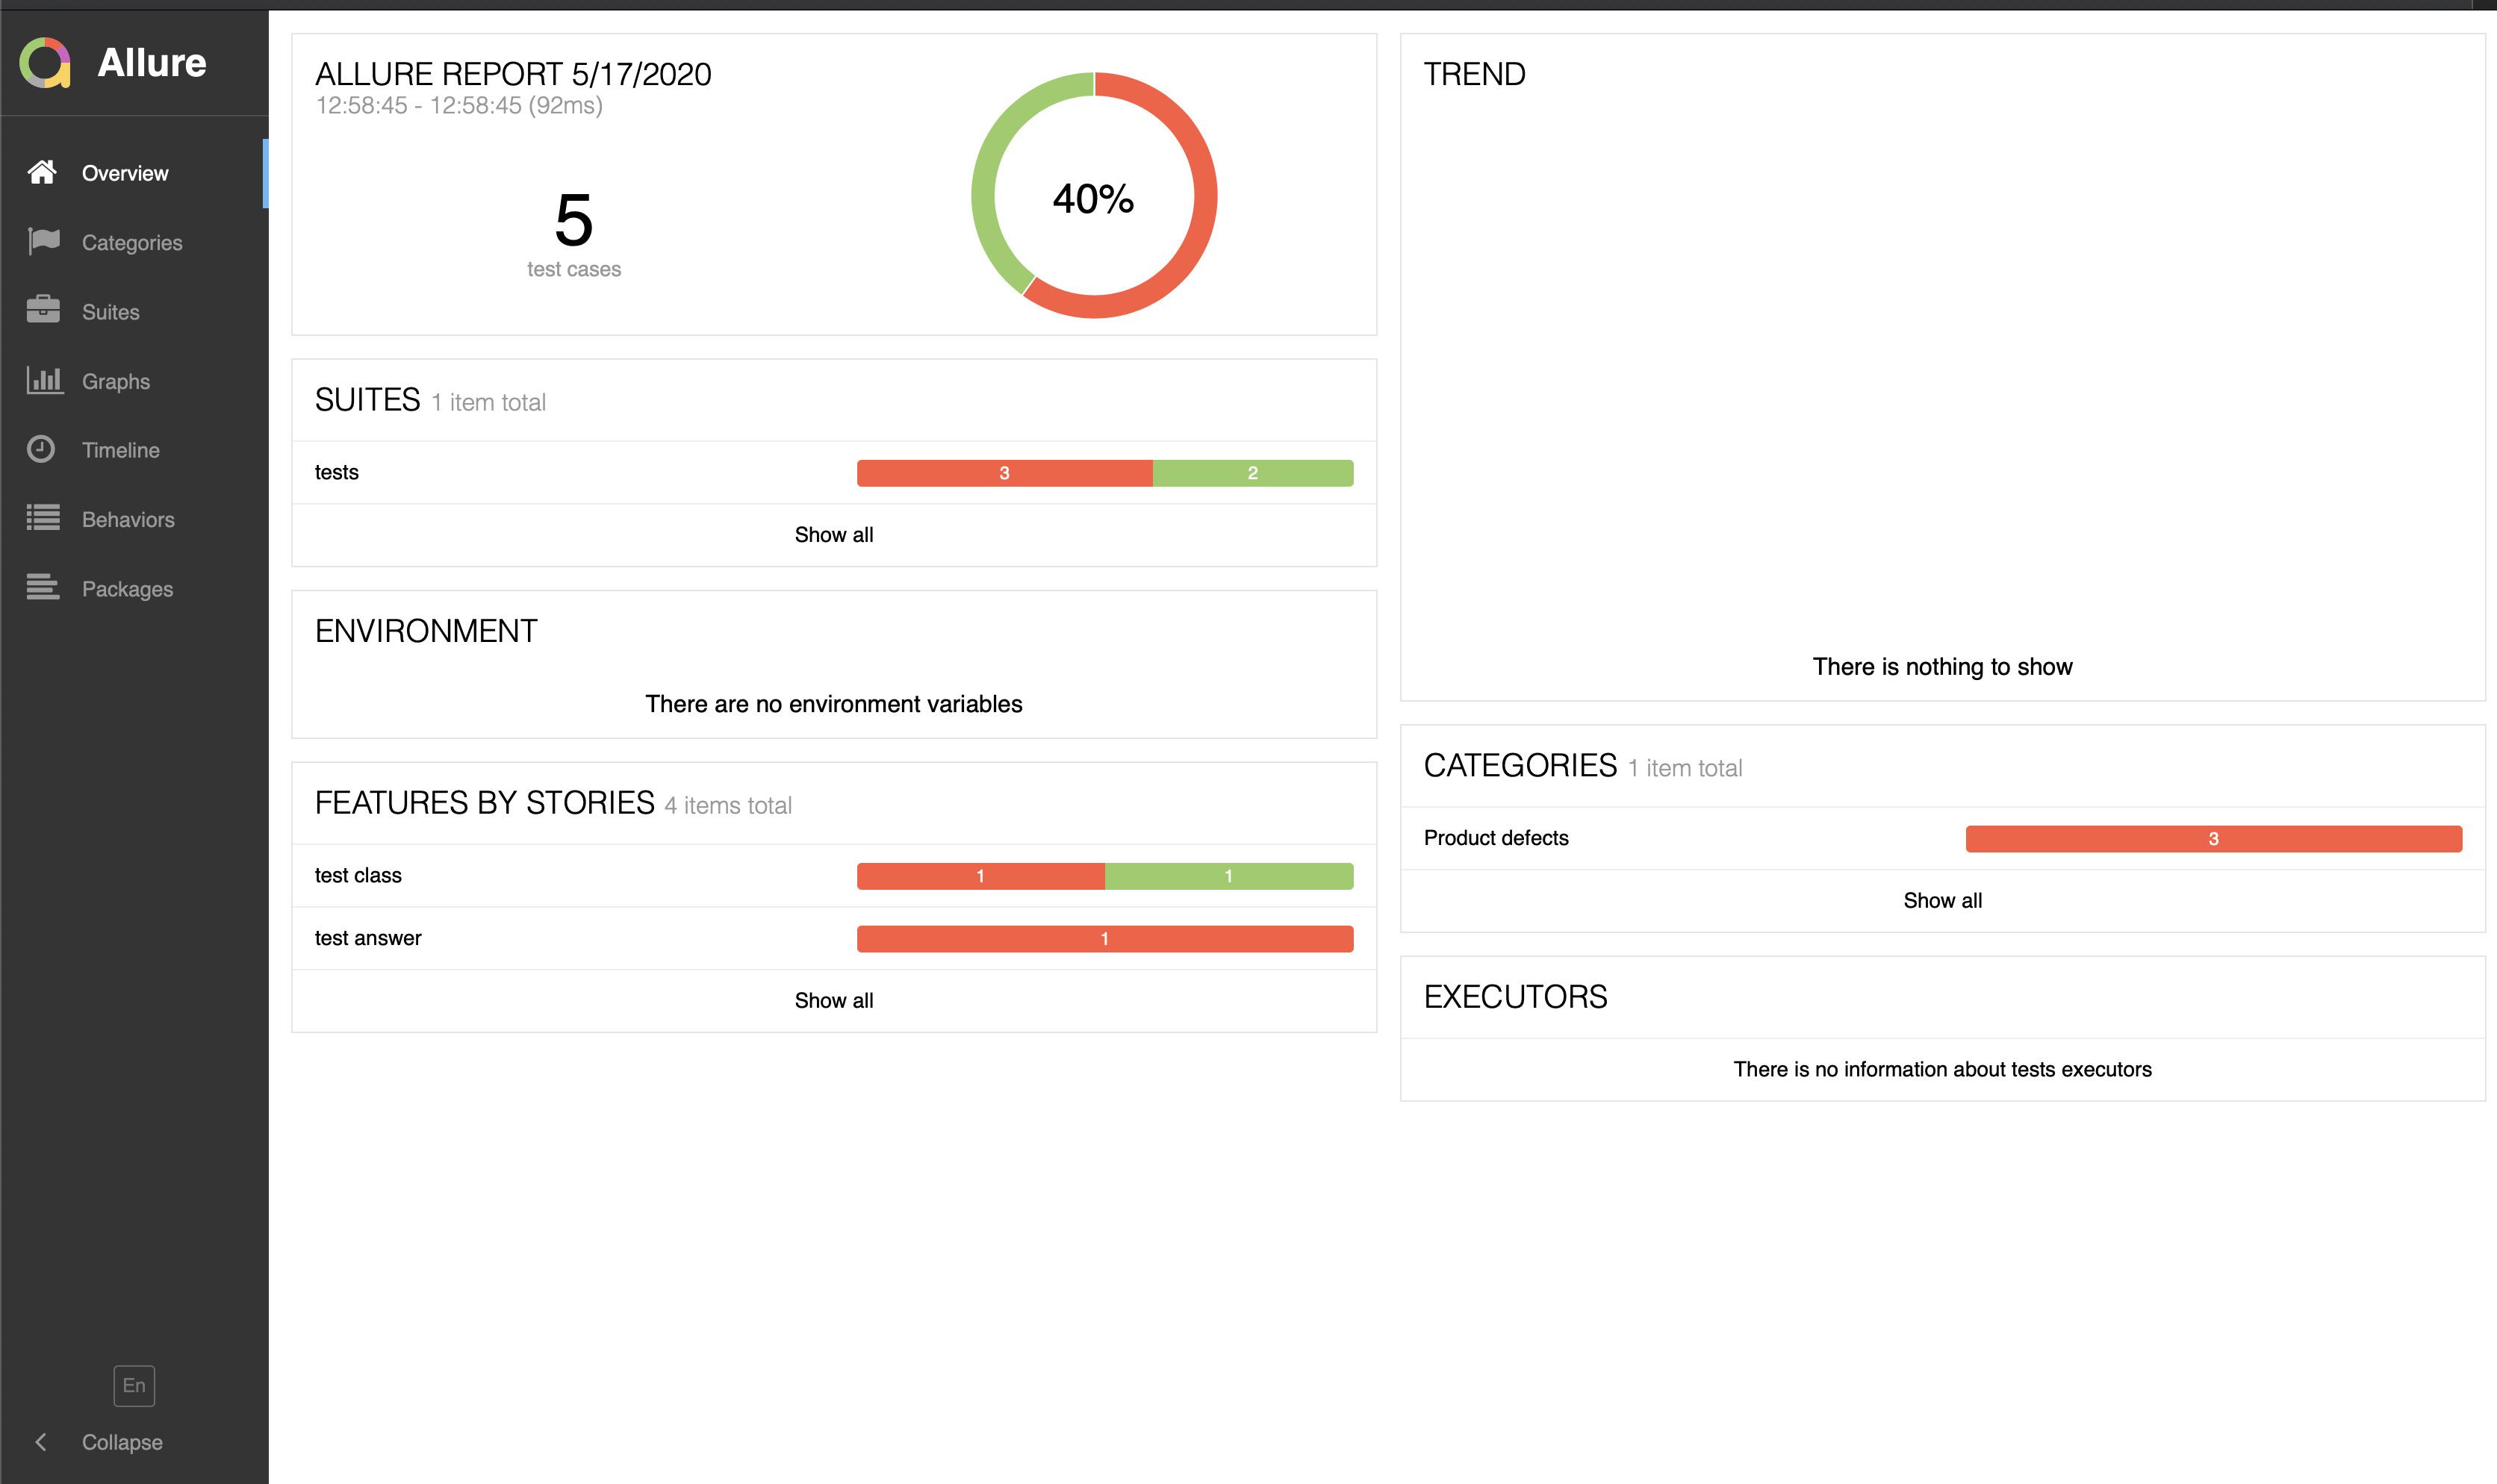 Allure
Overview
Categories
Suites
Graphs
Timeline
Behaviors
Packages
En
Collapse
ALLURE REPORT 5/17/2020
12:58:45 - 12:58:45 (92ms)
5
test cases
40%
SUITES 1 item total
tests 3 2
Show all
ENVIRONMENT
There are no environment variables
FEATURES BY STORIES 4 items total
test class 1 1
test answer 1
Show all
TREND
There is nothing to show
CATEGORIES 1 item total
Product defects 3
Show all
EXECUTORS
There is no information about tests executors